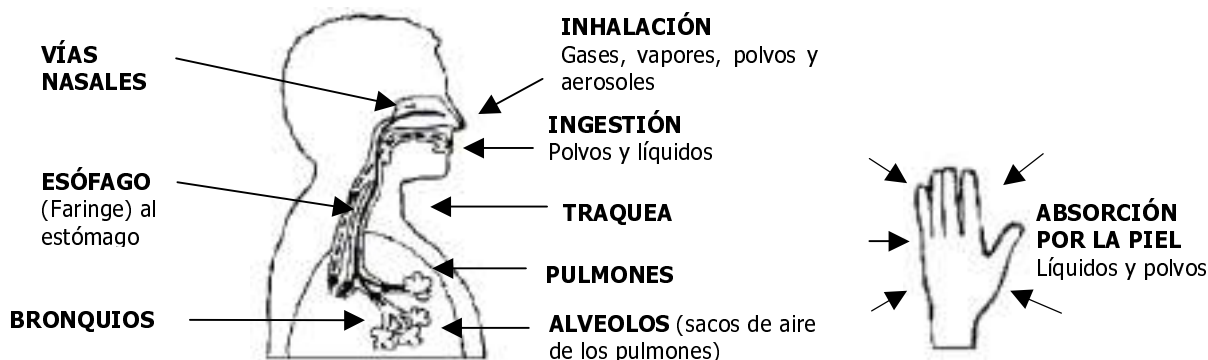 VÍAS
NASALES
INHALACIÓN
Gases, vapores, polvos y
aerosoles
INGESTIÓN
Polvos y líquidos
ESÓFAGO
(Faringe) al
estómago
TRAQUEA
PULMONES
BRONQUIOS
ALVEOLOS (sacos de aire
de los pulmones)
ABSORCIÓN
POR LA PIEL
Líquidos y polvos